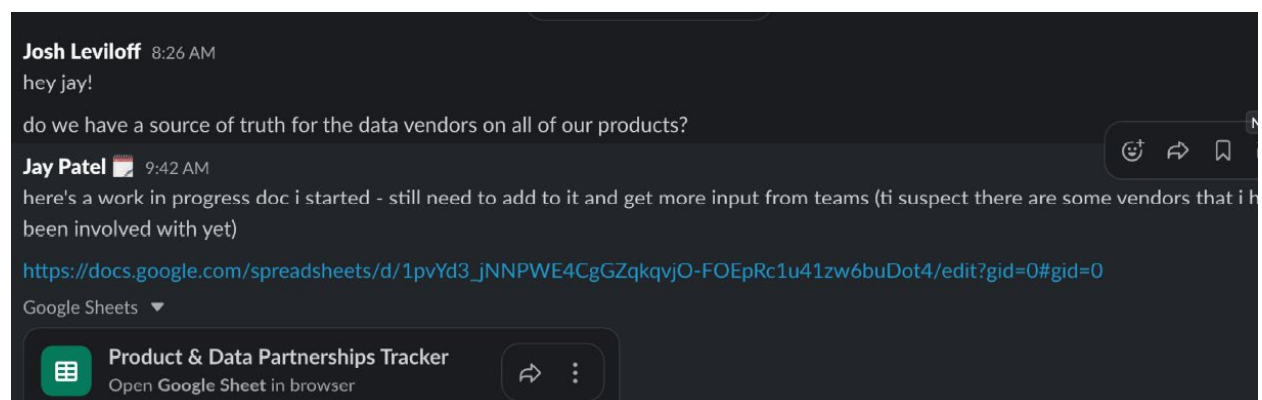 Josh Leviloff 8:26 AM
hey jay!
do we have a source of truth for the data vendors on all of our products?
Jay Patel 9:42 AM
here's a work in progress doc i started - still need to add to it and get more input from teams (ti suspect there are some vendors that i h
been involved with yet)
https://docs.google.com/spreadsheets/d/1pvYd3_jNNPWE4CgGZqkqvjO-FOEpRc1u41zw6buDot4/edit?gid=0#gid=0
Google Sheets
Product & Data Partnerships Tracker
Open Google Sheet in browser